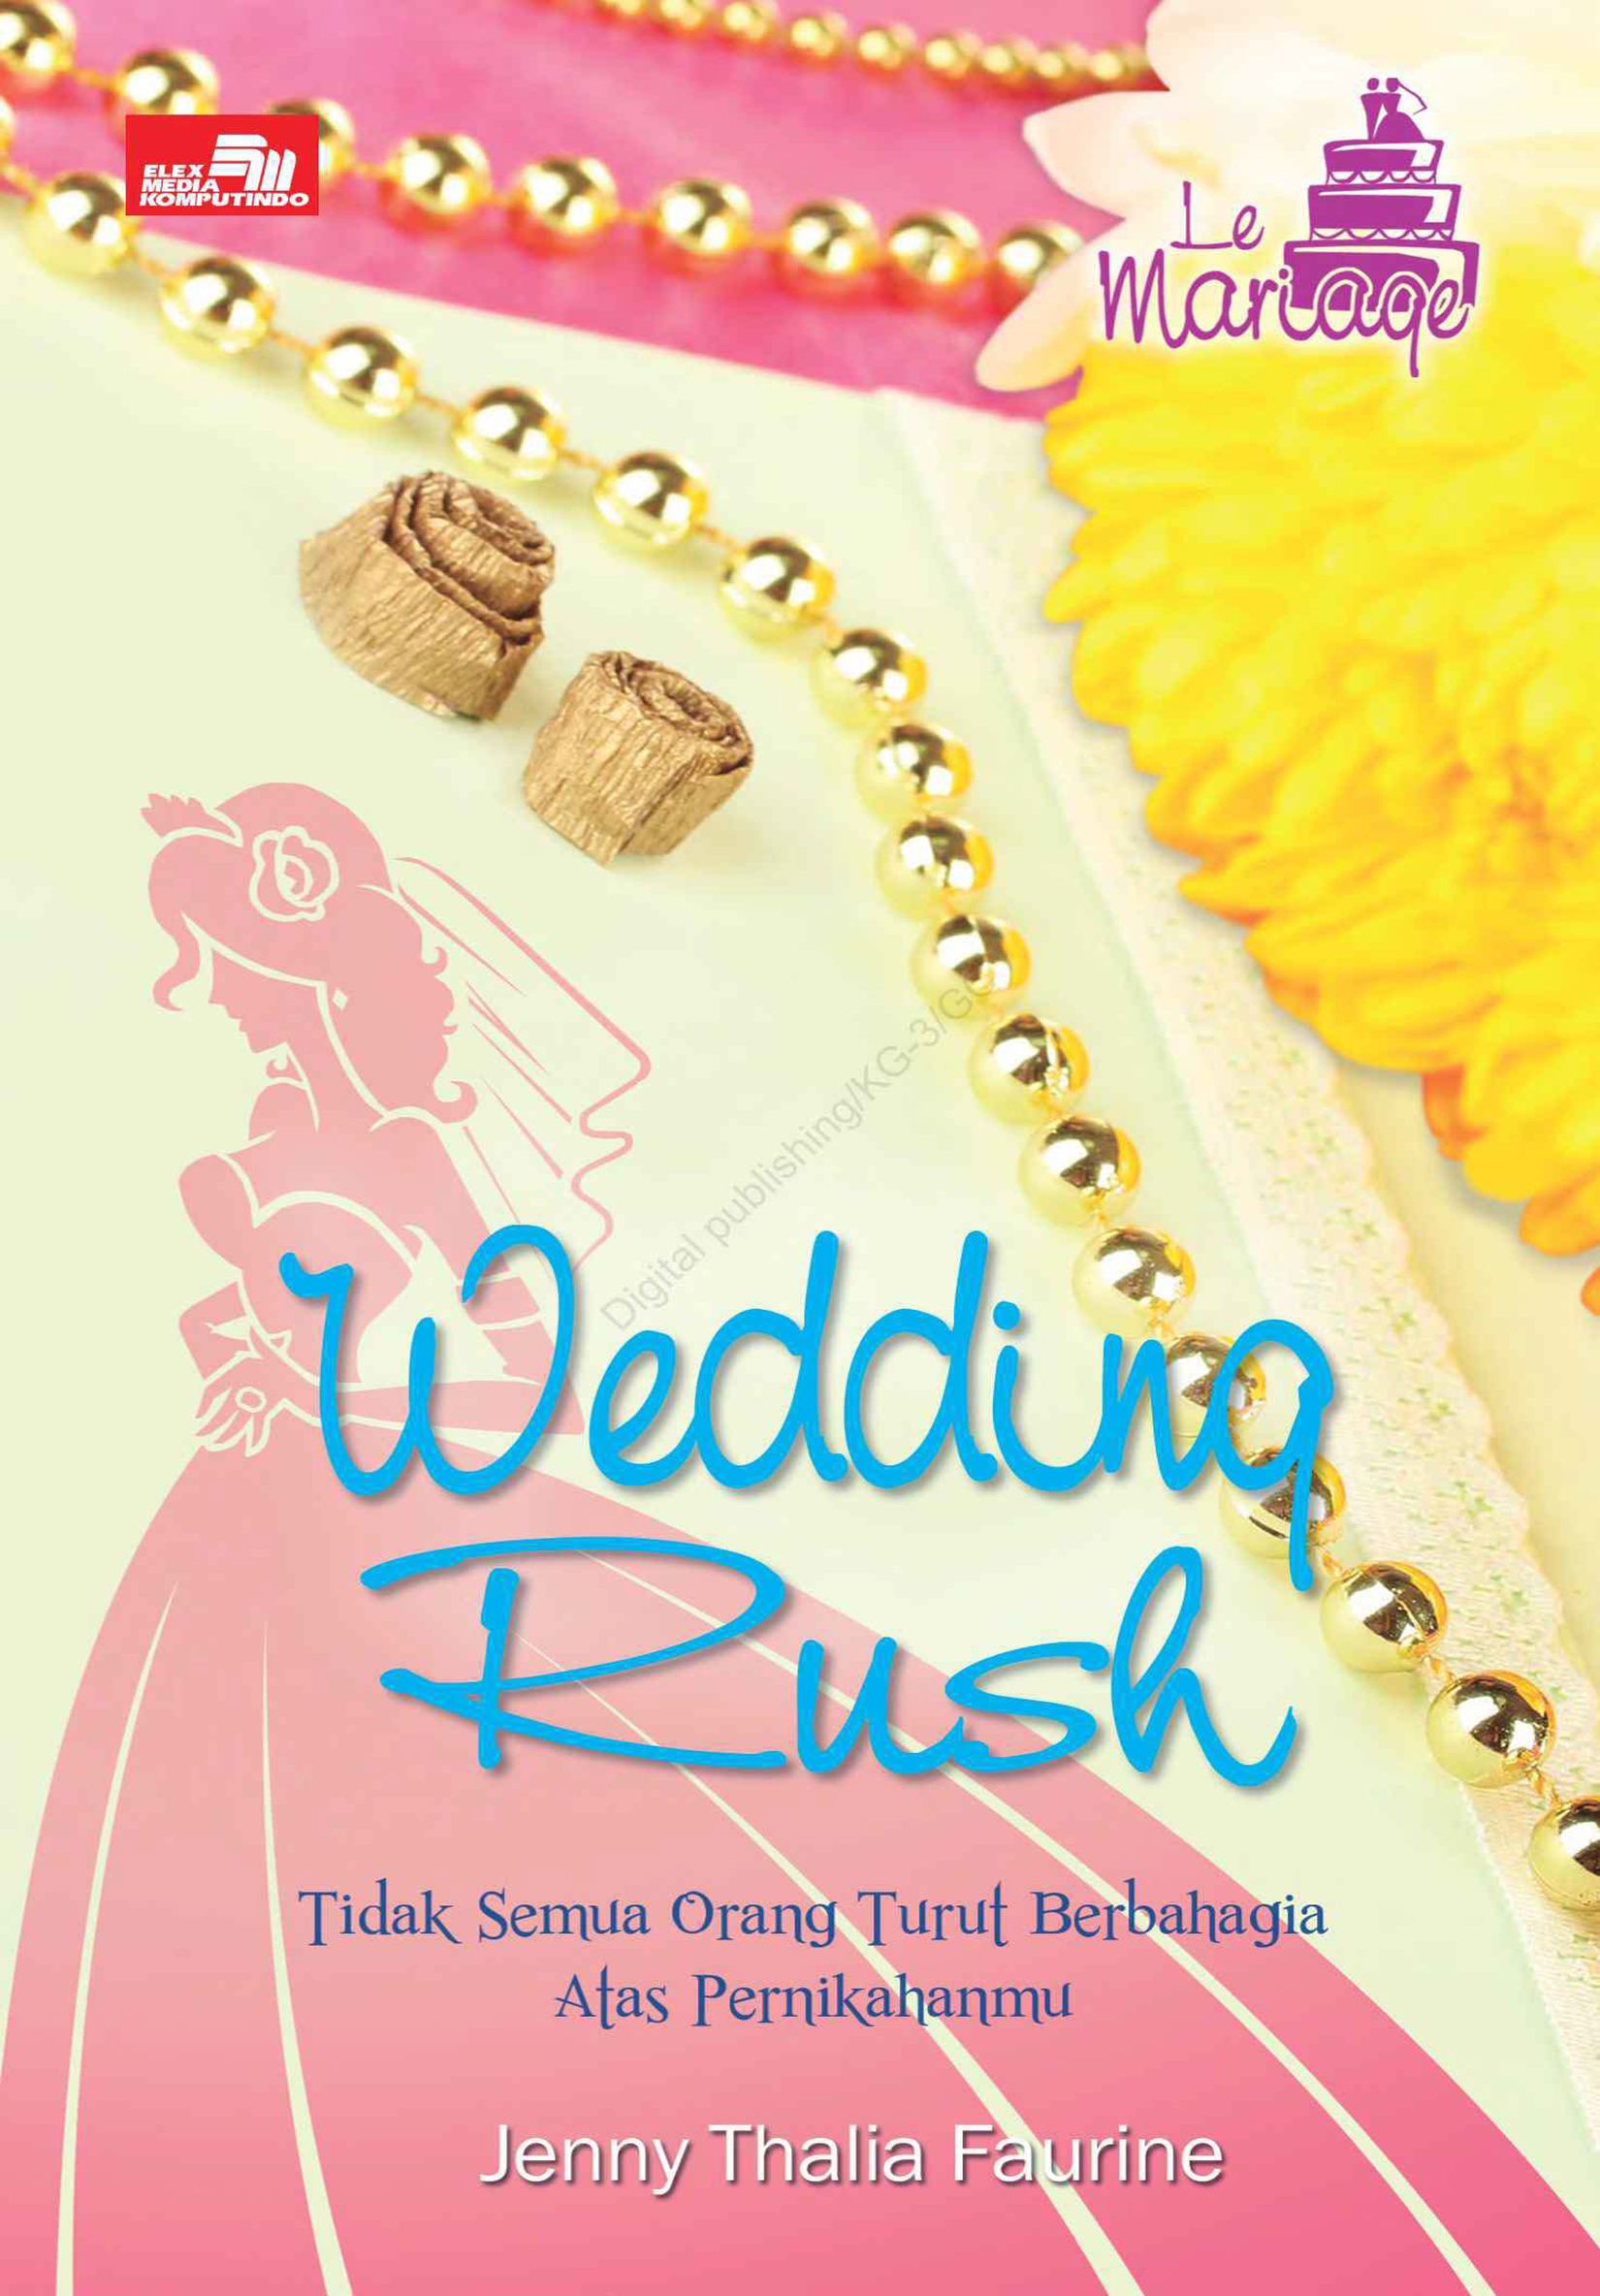 ELEX
MEDIA
KOMPUTINDO
Le
Mariage
Digital publishing/KG-3/GC
Wedding
Rush
Tidak Semua Orang Turut Berbahagia
Atas Pernikahanmu
Jenny Thalia Faurine